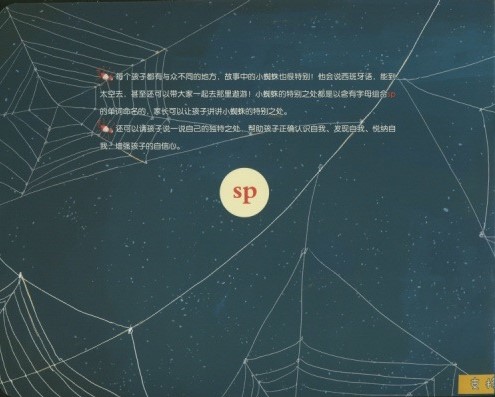 每个孩子都有与众不同的地方，故事中的小蜘蛛也很特别！他会说西班牙语，能到
太空去，甚至还可以带大家一起去那里遨游！小蜘蛛的特别之处都是以含有字母组合sp
的单词命名的，家长可以让孩子讲讲小蜘蛛的特别之处。
还可以请孩子说一说自己的独特之处，帮助孩子正确认识自我、发现自我、悦纳自
我，增强孩子的自信心。
sp